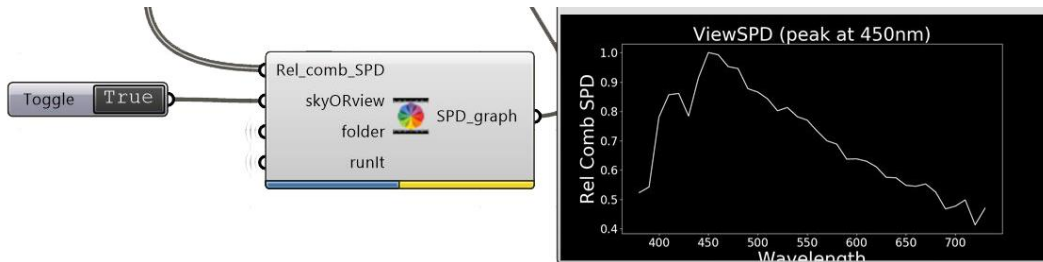 Toggle True
Rel_comb_SPD
skyORview
folder
runIt
SPD_graph
ViewSPD (peak at 450nm)
Rel Comb SPD
1.0
0.9
0.8
0.7
0.6
0.5
0.4
400 450 500 550 600 650 700
Wavelength